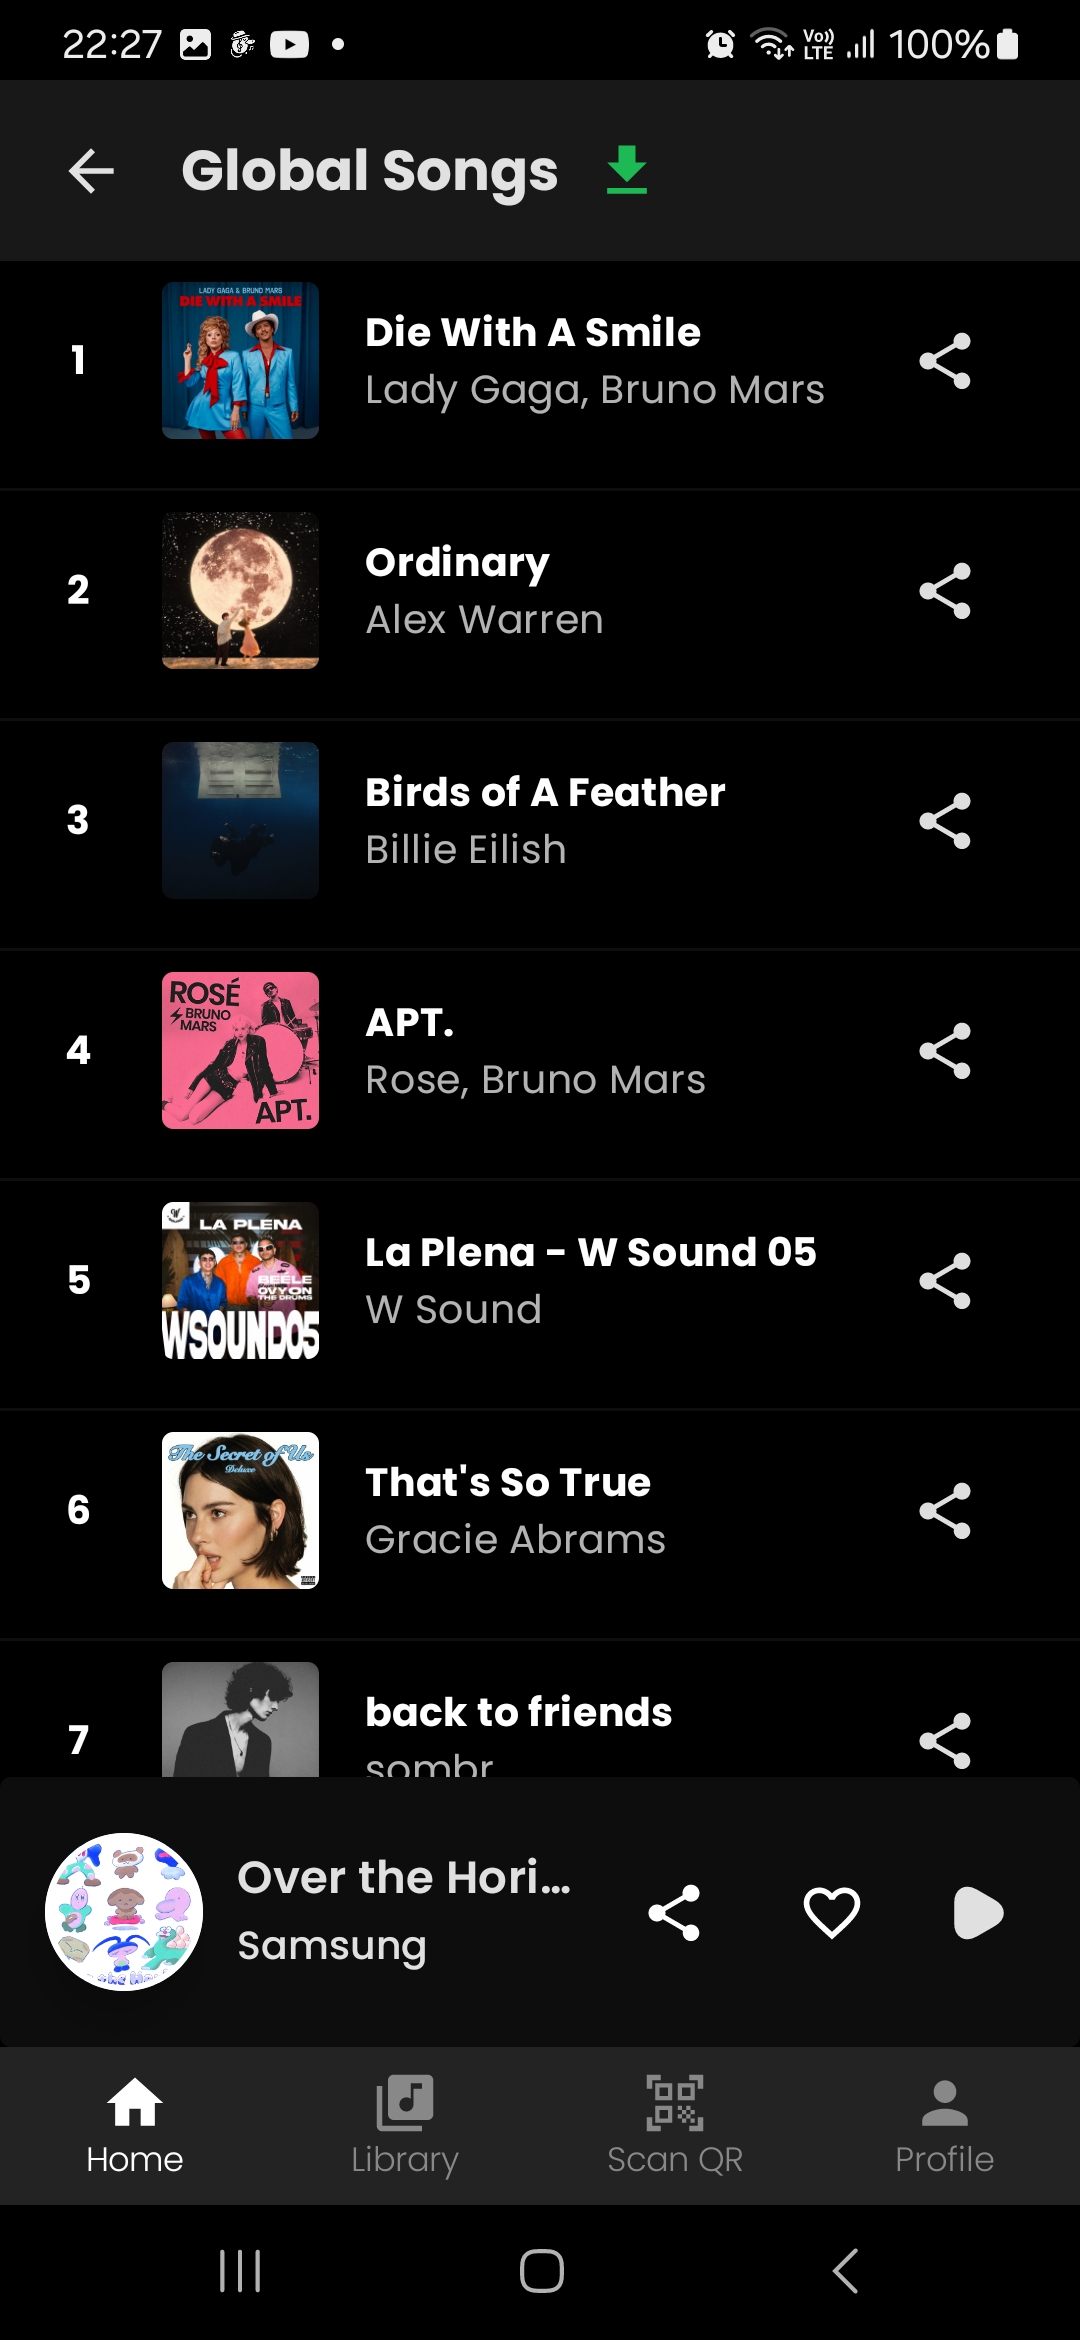 22:27
Vo))
LTE
100%
Global Songs
1
LADY GAGA & BRUNO MARS
DIE WITH A SMILE
Die With A Smile
Lady Gaga, Bruno Mars
2
Ordinary
Alex Warren
3
Birds of A Feather
Billie Eilish
4
ROSÉ
BRUNO
MARS
APT.
APT.
Rose, Bruno Mars
5
LA PLENA
BEELE
OVY ON
THE DRUMS
WSOUND05
La Plena - W Sound 05
W Sound
6
The Secret of Us
Deluxe
That's So True
Gracie Abrams
7
back to friends
sombr
Over the Hori...
Samsung
Home
Library
Scan QR
Profile